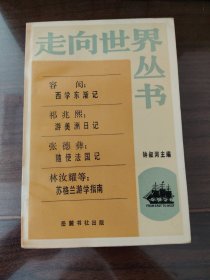 走向世界
丛书
容闳：
西学东渐记
祁兆熙：
游美洲日记
张德彝：
随使法国记
林汝耀等：
苏格兰游学指南
钟叔河主编
岳麓书社出版